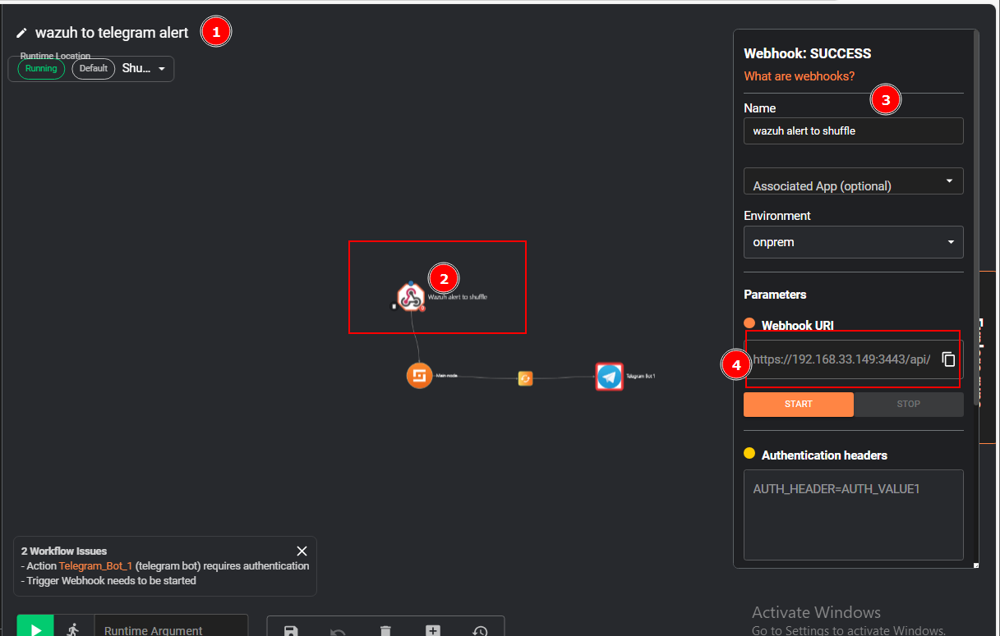 wazuh to telegram alert
1
Runtime Location
Running
Default
Shu...
Webhook: SUCCESS
What are webhooks?
3
Name
wazuh alert to shuffle
Associated App (optional)
Environment
onprem
2
Wazuh alert to shuffle
Parameters
Webhook URI
4
https://192.168.33.149:3443/api/
Main node
Telegram Bot 1
START
STOP
Authentication headers
AUTH_HEADER=AUTH_VALUE1
2 Workflow Issues
- Action Telegram_Bot_1 (telegram bot) requires authentication
- Trigger Webhook needs to be started
Runtime Argument
Activate Windows
Go to Settings to activate Windows.